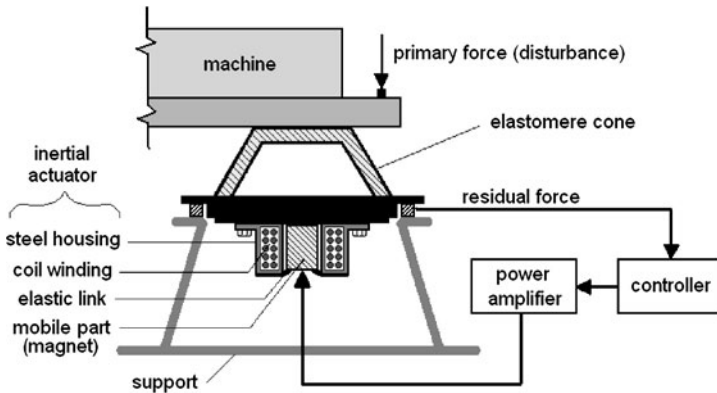 machine
primary force (disturbance)
elastomere cone
inertial
actuator
residual force
steel housing
coil winding
elastic link
mobile part
(magnet)
support
power
amplifier
controller